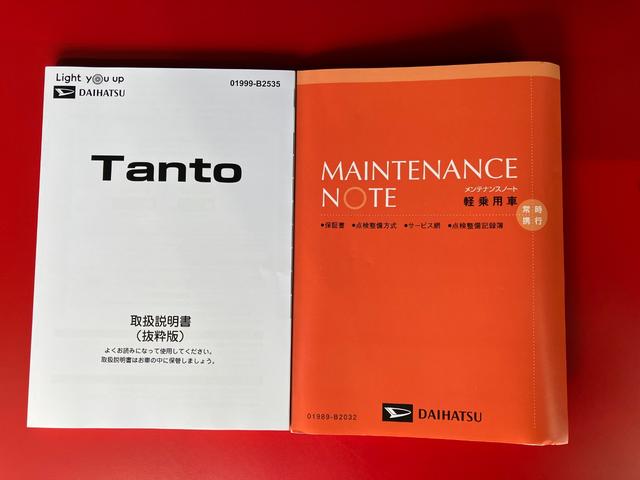 Light you up
DAIHATSU
01999-B2535
Tanto
取扱説明書
（抜粋版）
よくお読みになって使用してください。
取扱説明書はお車の中に保管しましょう。
MAINTENANCE
NOTE
メンテナンスノート
軽乗用車
常時
携行
●保証書 ●点検整備方式 ●サービス網 ●点検整備記録簿
01989-B2032
DAIHATSU